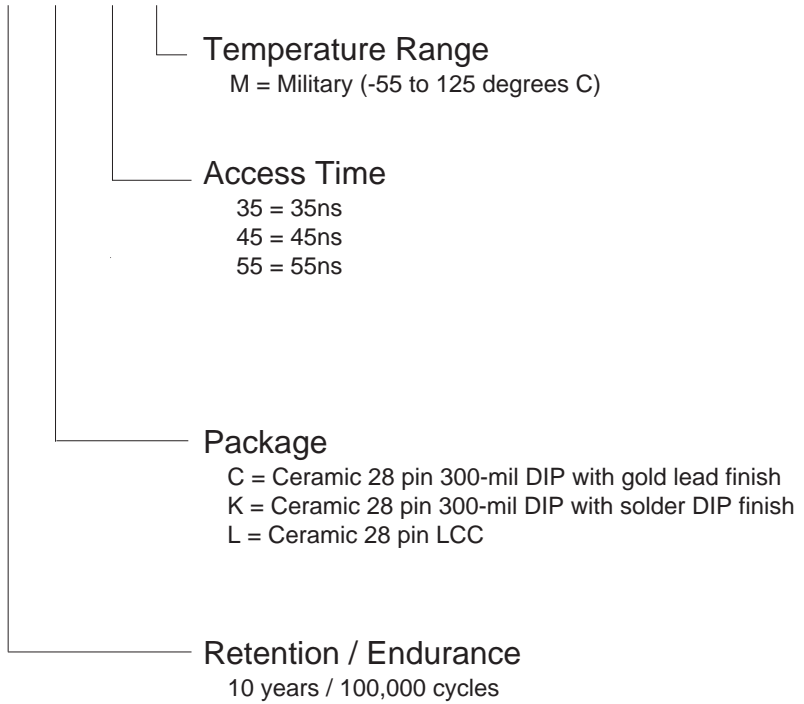 Temperature Range
M = Military (-55 to 125 degrees C)
Access Time
35 = 35ns
45 = 45ns
55 = 55ns
Package
C = Ceramic 28 pin 300-mil DIP with gold lead finish
K = Ceramic 28 pin 300-mil DIP with solder DIP finish
L = Ceramic 28 pin LCC
Retention / Endurance
10 years / 100,000 cycles